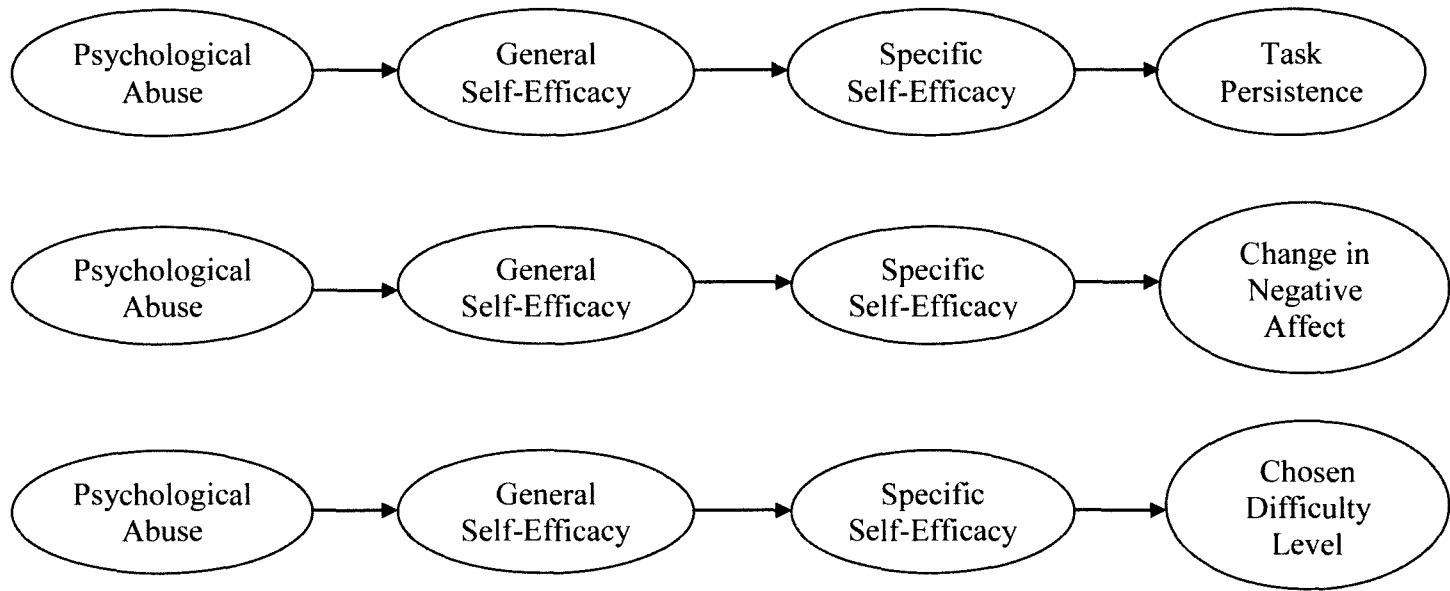 Psychological
Abuse
General
Self-Efficacy
Specific
Self-Efficacy
Task
Persistence
Psychological
Abuse
General
Self-Efficacy
Specific
Self-Efficacy
Change in
Negative
Affect
Psychological
Abuse
General
Self-Efficacy
Specific
Self-Efficacy
Chosen
Difficulty
Level